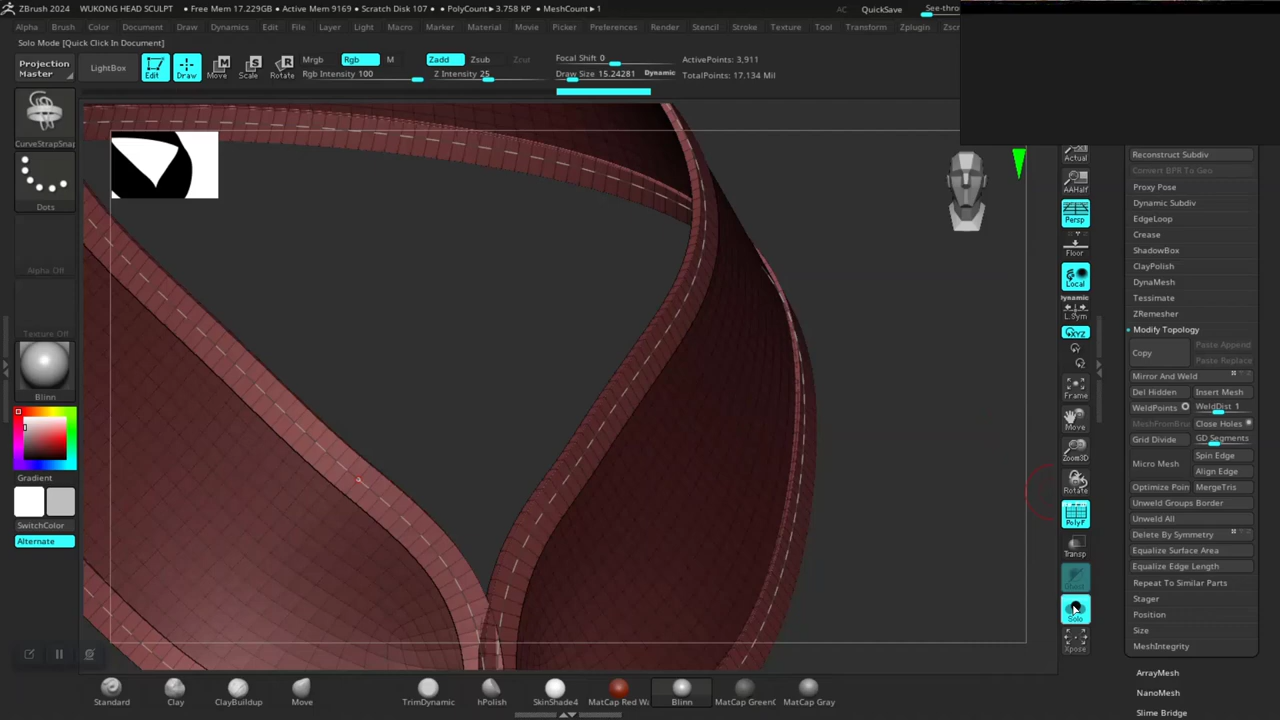 ZBrush 2024 WUKONG HEAD SCULPT • Free Mem 17.229GB • Active Mem 9169 • Scratch Disk 107 • PolyCount▸ 3.758 KP • MeshCount▸ 1 AC QuickSave See-throu
Alpha Brush Color Document Draw Dynamics Edit File Layer Light Macro Marker Material Movie Picker Preferences Render Stencil Stroke Texture Tool Transform Zplugin Zscr
Solo Mode [Quick Click In Document]
Projection Master
LightBox
Edit
Draw
Move
Scale
Rotate
Mrgb Rgb M
Rgb Intensity 100
Zadd Zsub Zcut
Z Intensity 25
Focal Shift 0
Draw Size 15.24281 Dynamic
ActivePoints: 3,911
TotalPoints: 17.134 Mil
CurveStrapSnap
Dots
Alpha Off
Texture Off
Blinn
Gradient
SwitchColor
Alternate
Actual
AAHalf
Persp
Floor
Local
Dynamic
L.Sym
XYZ
Y
Z
Frame
Move
Zoom3D
Rotate
PolyF
Transp
Ghost
Solo
Xpose
Reconstruct Subdiv
Convert BPR To Geo
Proxy Pose
Dynamic Subdiv
EdgeLoop
Crease
ShadowBox
ClayPolish
DynaMesh
Tessimate
ZRemesher
Modify Topology
Copy Paste Append
Paste Replace
Mirror And Weld
Del Hidden Insert Mesh
WeldPoints WeldDist 1
MeshFromBru Close Holes
Grid Divide GD Segments
Micro Mesh Spin Edge
Align Edge
Optimize Poin MergeTris
Unweld Groups Border
Unweld All
Delete By Symmetry
Equalize Surface Area
Equalize Edge Length
Repeat To Similar Parts
Stager
Position
Size
MeshIntegrity
ArrayMesh
NanoMesh
Slime Bridge
Standard Clay ClayBuildup Move TrimDynamic hPolish SkinShade4 MatCap Red Wa Blinn MatCap GreenC MatCap Gray